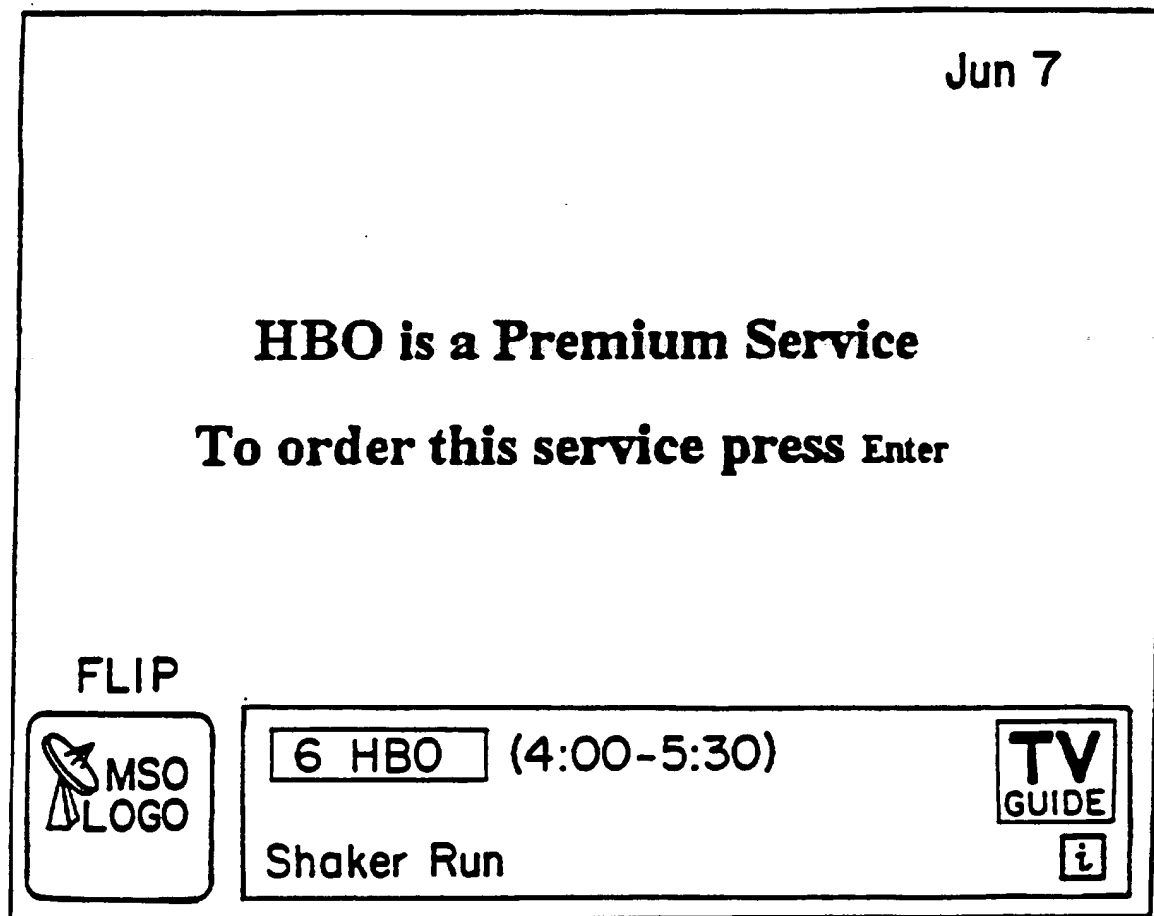 Jun 7
HBO is a Premium Service
To order this service press Enter
FLIP
MSO
LOGO
6 HBO (4:00-5:30)
TV
GUIDE
Shaker Run
i